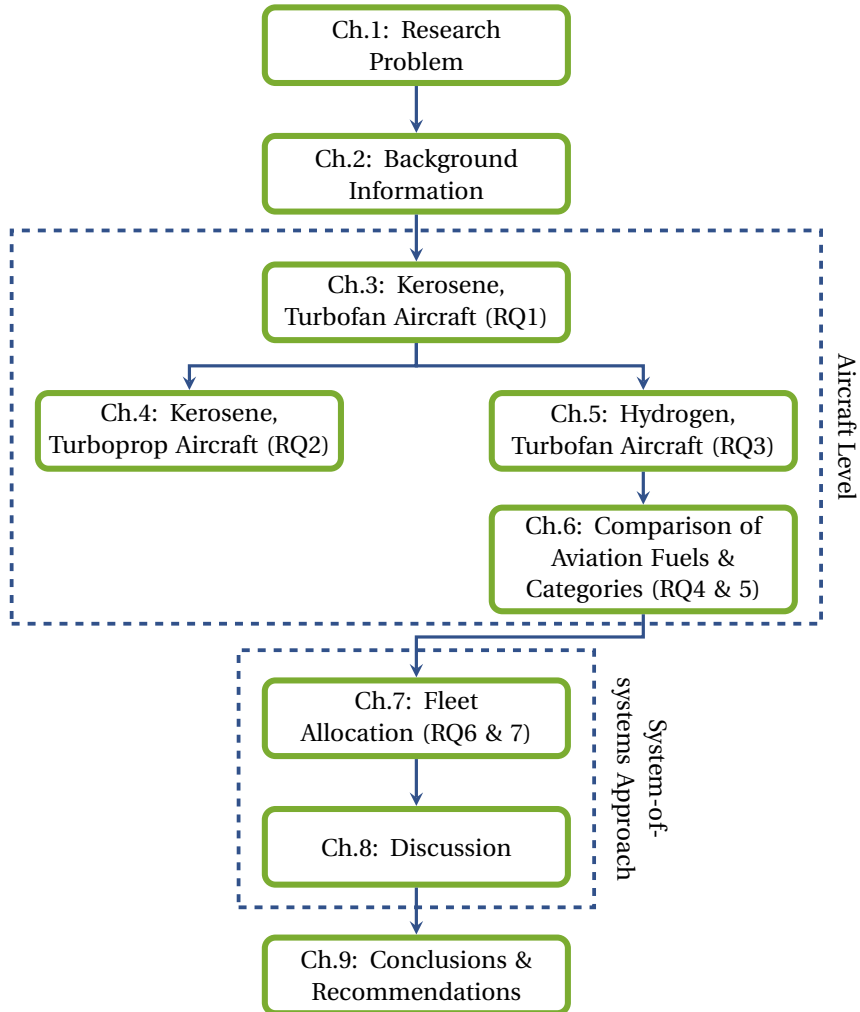 Ch.1: Research
Problem
Ch.2: Background
Information
Ch.3: Kerosene,
Turbofan Aircraft (RQ1)
Ch.4: Kerosene,
Turboprop Aircraft (RQ2)
Ch.5: Hydrogen,
Turbofan Aircraft (RQ3)
Ch.6: Comparison of
Aviation Fuels &
Categories (RQ4 & 5)
Aircraft Level
Ch.7: Fleet
Allocation (RQ6 & 7)
Ch.8: Discussion
System-of-
systems Approach
Ch.9: Conclusions &
Recommendations